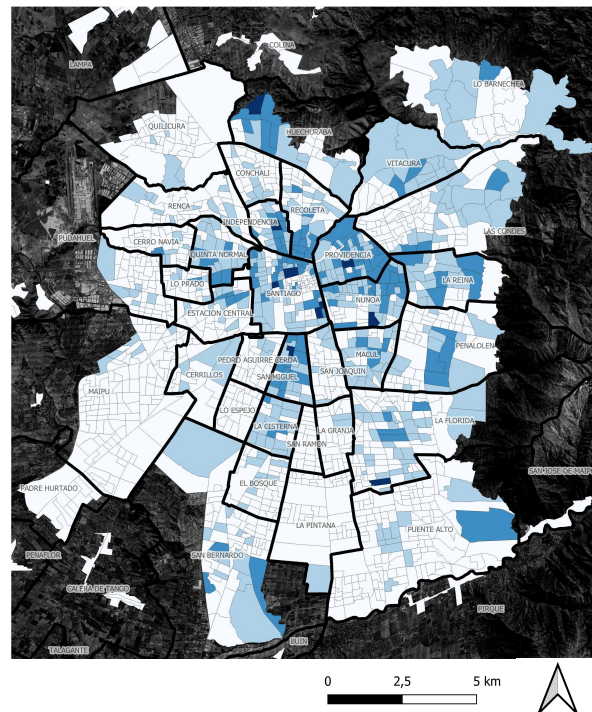 COLINA
LAMPA
LO BARNECHEA
QUILICURA
HUECHURABA
VITACURA
CONCHALI
RENCA
RECOLETA
INDEPENDENCIA
LAS CONDES
PUDAHUEL
CERRO NAVIA
QUINTA NORMAL
PROVIDENCIA
LO PRADO
LA REINA
SANTIAGO
NUNOA
ESTACION CENTRAL
PENALOLEN
MACUL
PEDRO AGUIRRE CERDA
SAN JOAQUIN
CERRILLOS
SAN MIGUEL
MAIPU
LO ESPEJO
LA FLORIDA
LA CISTERNA
LA GRANJA
SAN RAMON
SAN JOSE DE MAIP
EL BOSQUE
PADRE HURTADO
LA PINTANA
PUENTE ALTO
PENAFLOR
SAN BERNARDO
CALERA DE TANGO
PIRQUE
BUIN
TALAGANTE
0 2,5 5 km